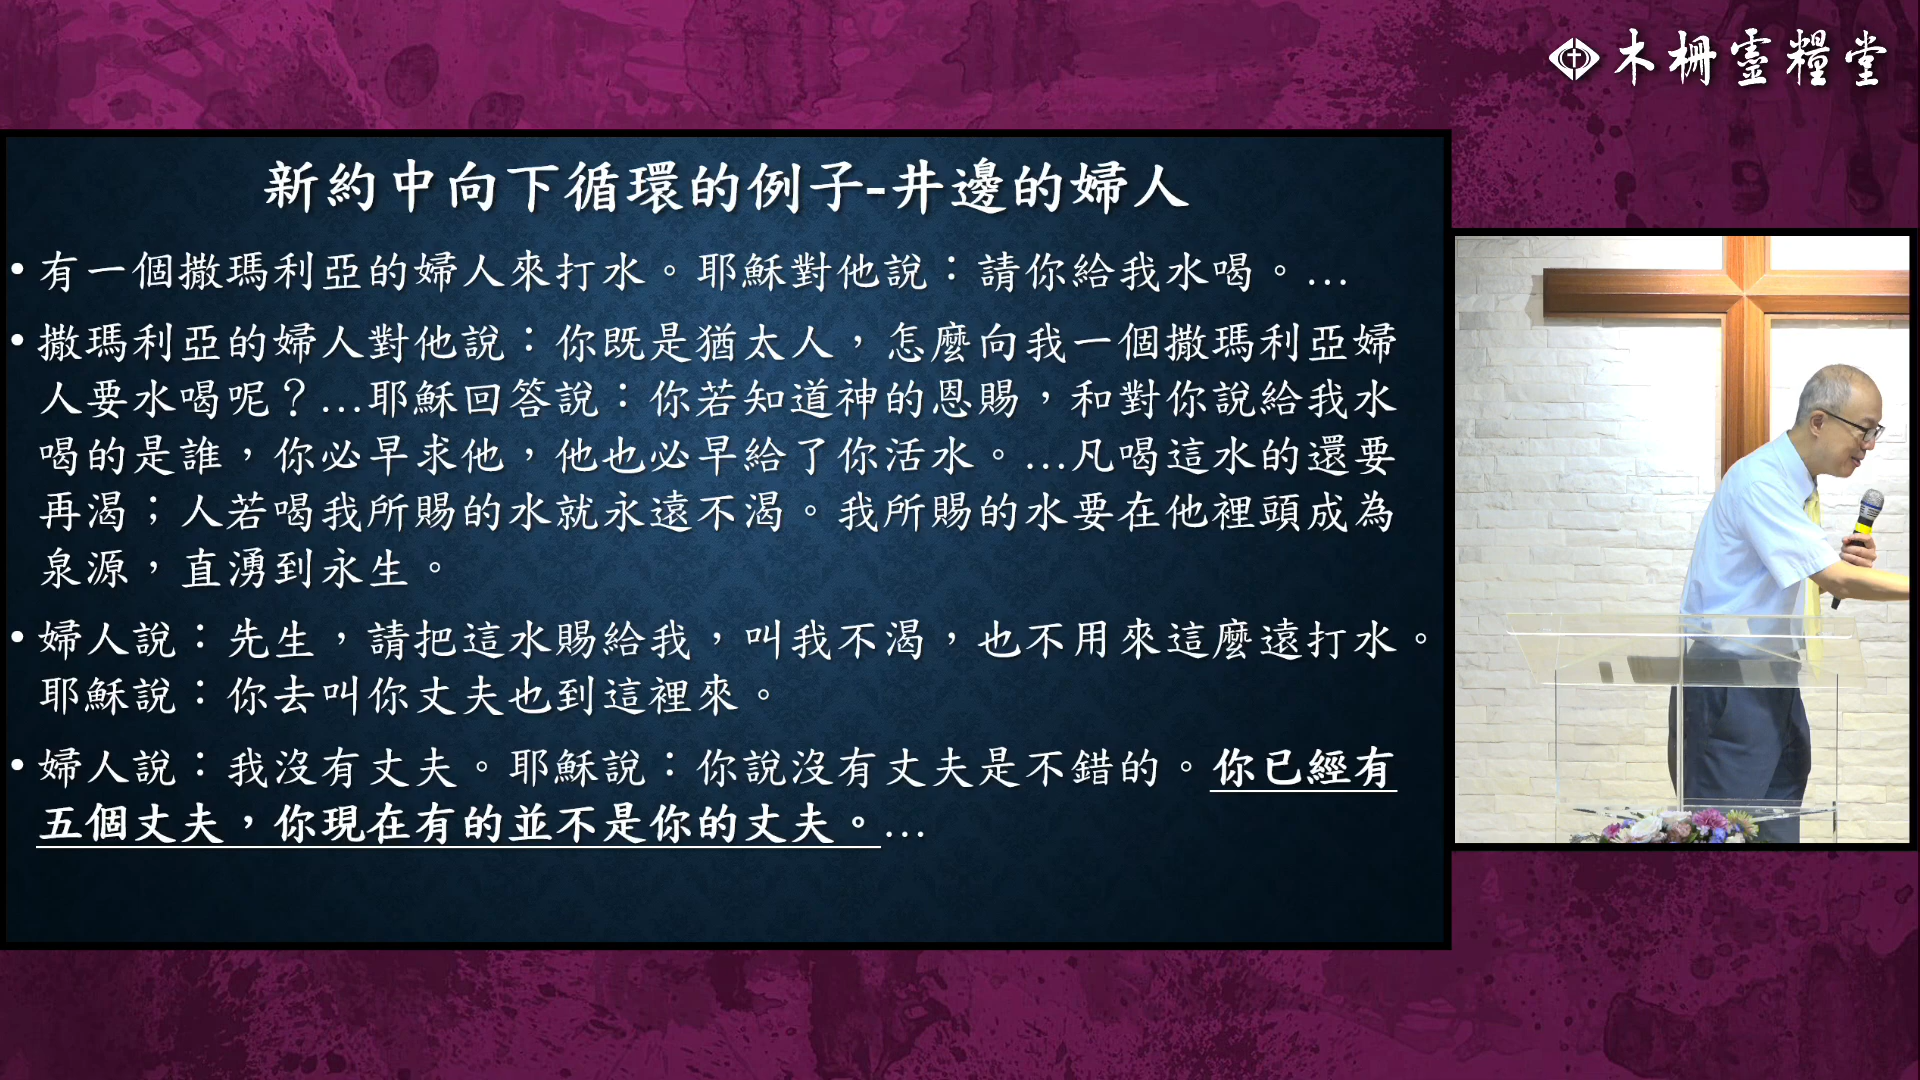 木柵靈糧堂
新約中向下循環的例子-井邊的婦人
• 有一個撒瑪利亞的婦人來打水。耶穌對他說：請你給我水喝。…
• 撒瑪利亞的婦人對他說：你既是猶太人，怎麼向我一個撒瑪利亞婦
人要水喝呢？…耶穌回答說：你若知道神的恩賜，和對你說給我水
喝的是誰，你必早求他，他也必早給了你活水。…凡喝這水的還要
再渴；人若喝我所賜的水就永遠不渴。我所賜的水要在他裡頭成為
泉源，直湧到永生。
• 婦人說：先生，請把這水賜給我，叫我不渴，也不用來這麼遠打水。
耶穌說：你去叫你丈夫也到這裡來。
• 婦人說：我沒有丈夫。耶穌說：你說沒有丈夫是不錯的。你已經有
五個丈夫，你現在有的並不是你的丈夫。…